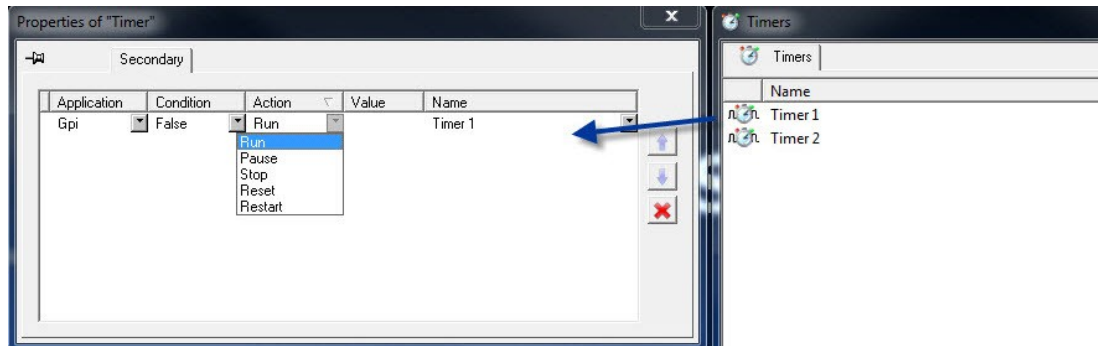 Properties of "Timer"
Secondary
Application Condition Action Value Name
Gpi False Run Timer 1
Run
Pause
Stop
Reset
Restart
Timers
Timers
Name
Timer 1
Timer 2